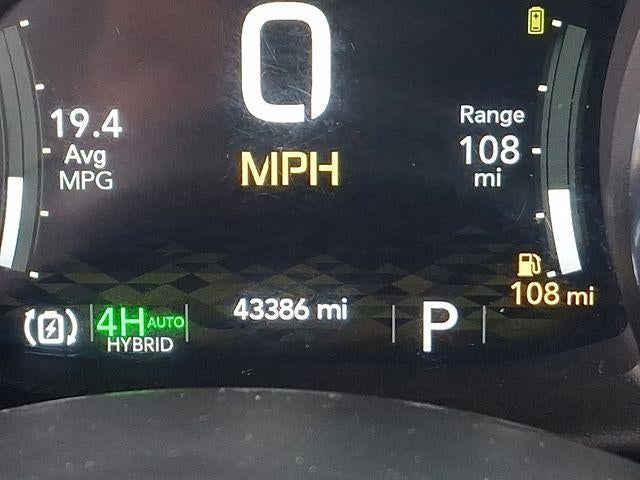 0
MPH
19.4
Avg
MPG
Range
108
mi
108 mi
4H AUTO
HYBRID
43386 mi
P